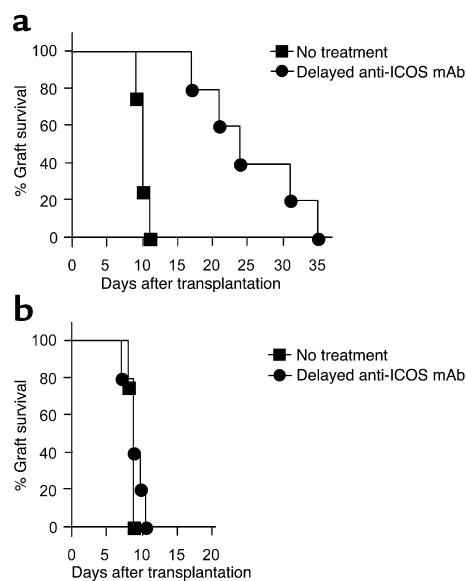 a
100
80
60
40
20
0
% Graft survival
0 5 10 15 20 25 30 35
Days after transplantation
No treatment
Delayed anti-ICOS mAb
b
100
80
60
40
20
0
% Graft survival
0 5 10 15 20
Days after transplantation
No treatment
Delayed anti-ICOS mAb